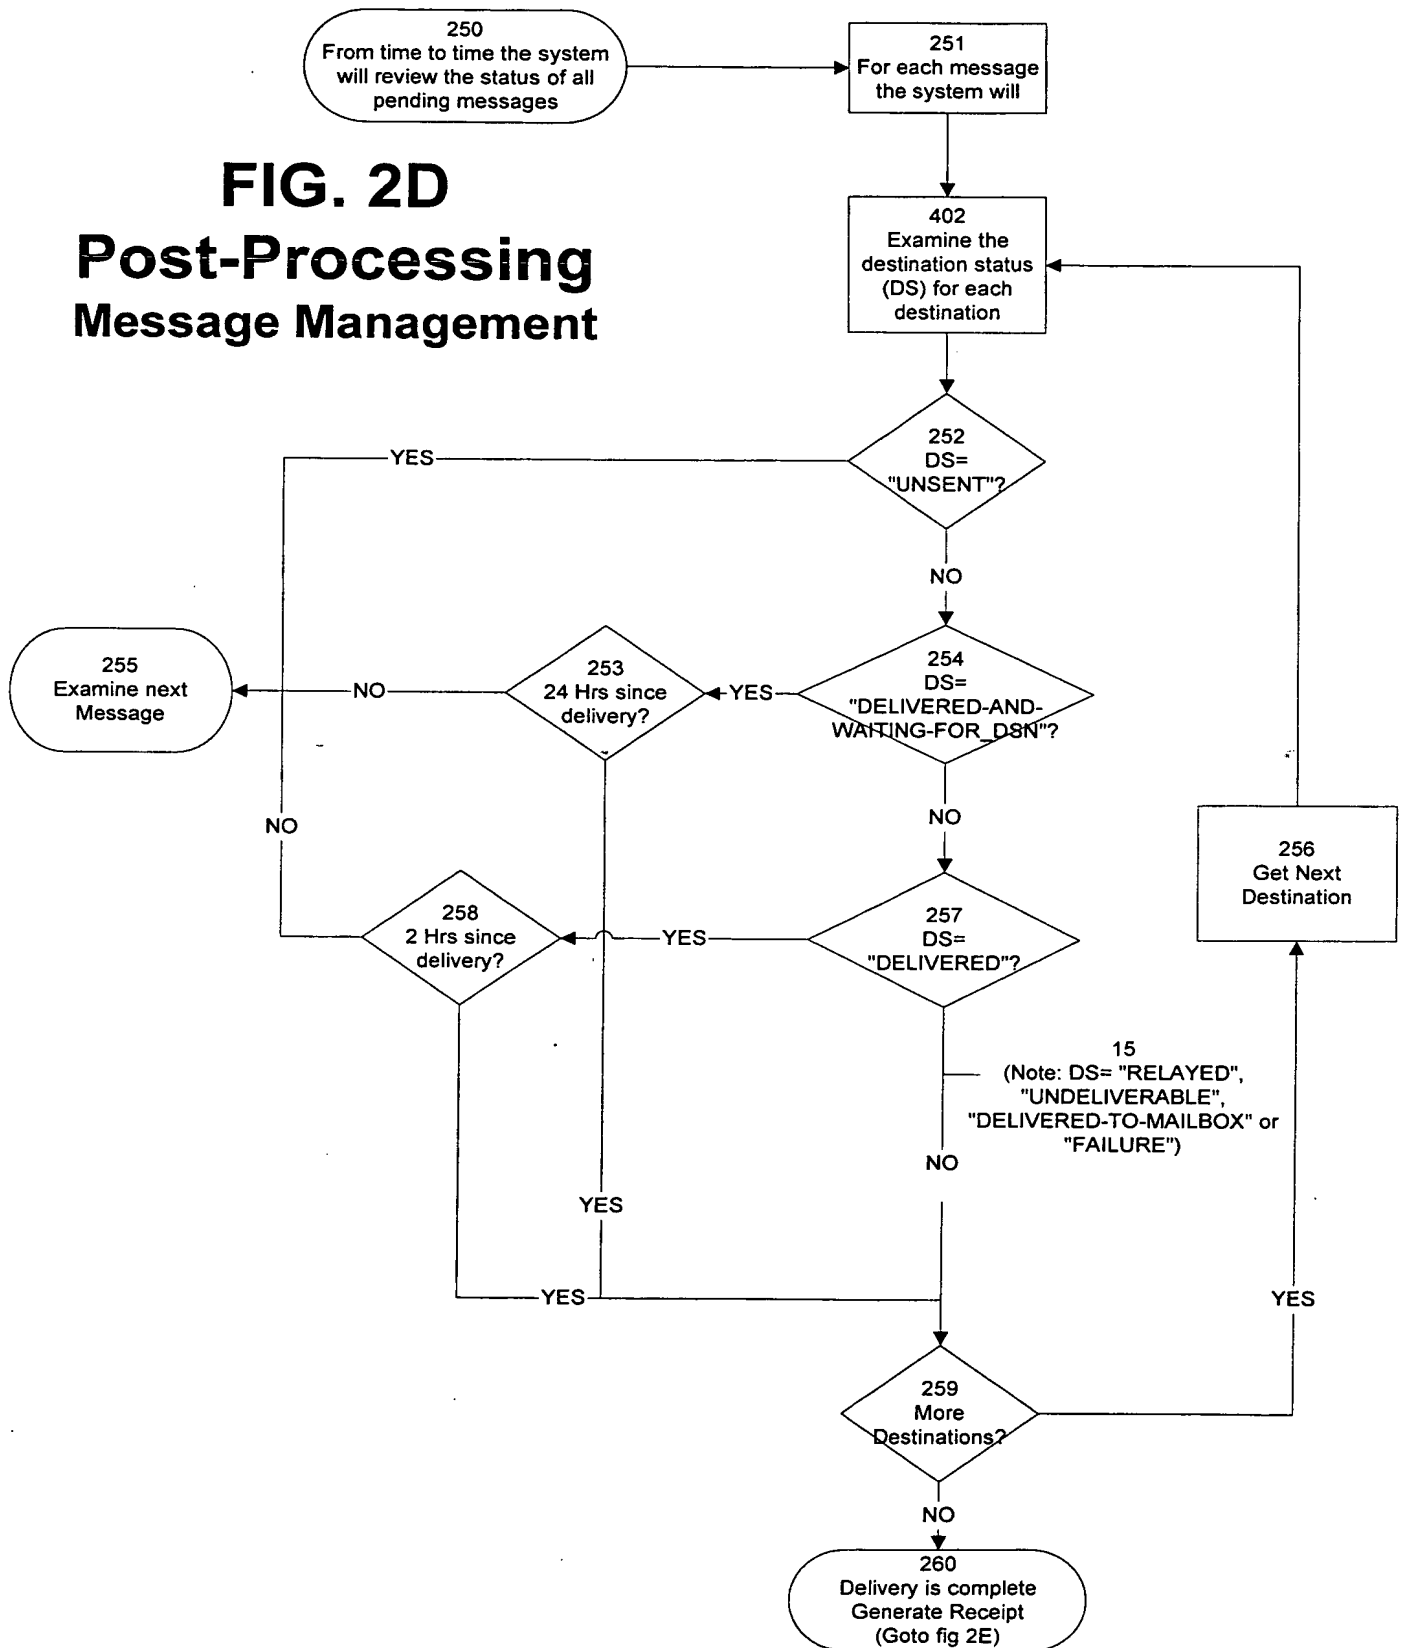 250
From time to time the system
will review the status of all
pending messages
251
For each message
the system will
FIG. 2D
Post-Processing
Message Management
402
Examine the
destination status
(DS) for each
destination
252
DS=
"UNSENT"?
YES
NO
255
Examine next
Message
NO
253
24 Hrs since
delivery?
YES
254
DS=
"DELIVERED-AND-
WAITING-FOR_DSN"?
NO
NO
256
Get Next
Destination
258
2 Hrs since
delivery?
YES
257
DS=
"DELIVERED"?
15
(Note: DS= "RELAYED",
"UNDELIVERABLE",
"DELIVERED-TO-MAILBOX" or
"FAILURE")
NO
YES
YES
YES
259
More
Destinations?
NO
260
Delivery is complete
Generate Receipt
(Goto fig 2E)